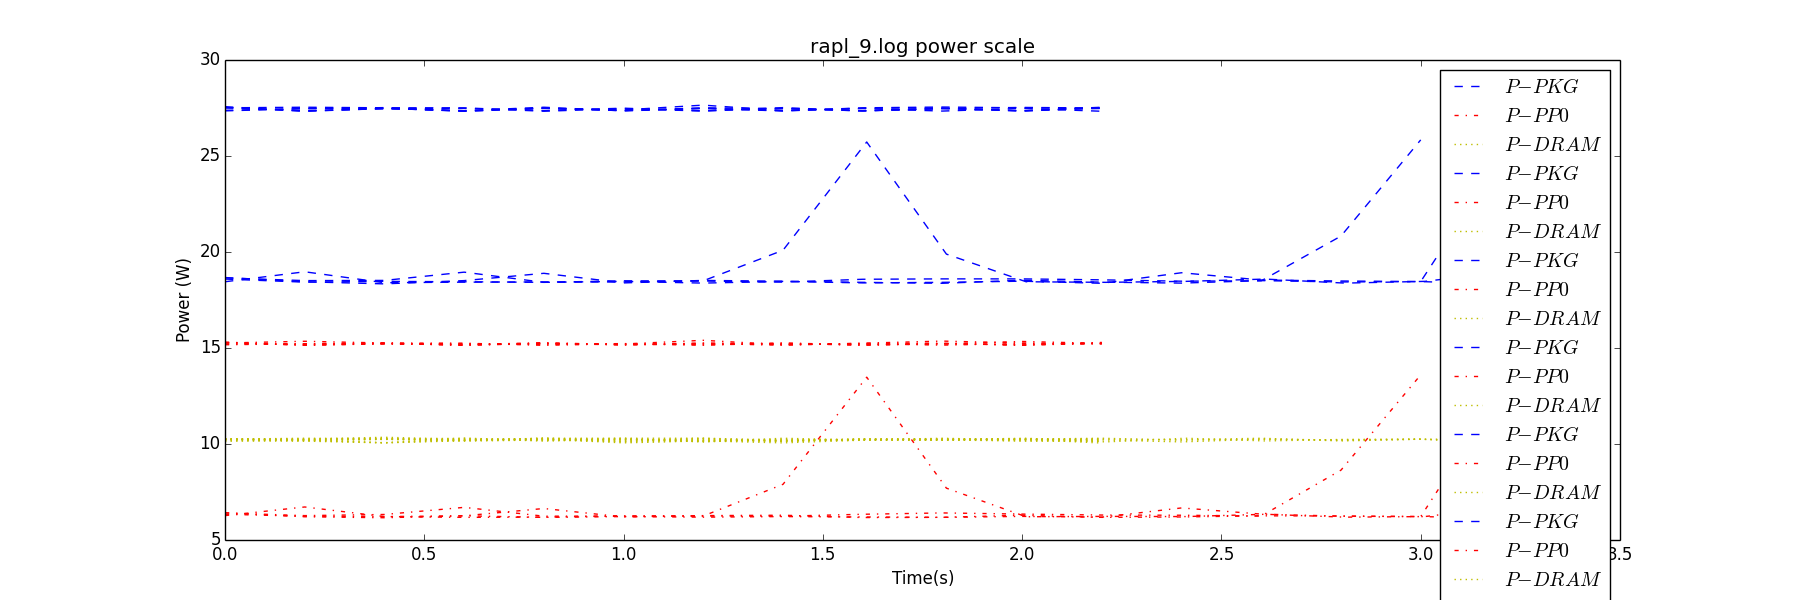 rapl_9.log power scale
30
25
20
15
10
5
Power (W)
0.0 0.5 1.0 1.5 2.0 2.5 3.0 3.5
Time(s)
P−PKG
P−PP0
P−DRAM
P−PKG
P−PP0
P−DRAM
P−PKG
P−PP0
P−DRAM
P−PKG
P−PP0
P−DRAM
P−PKG
P−PP0
P−DRAM
P−PKG
P−PP0
P−DRAM